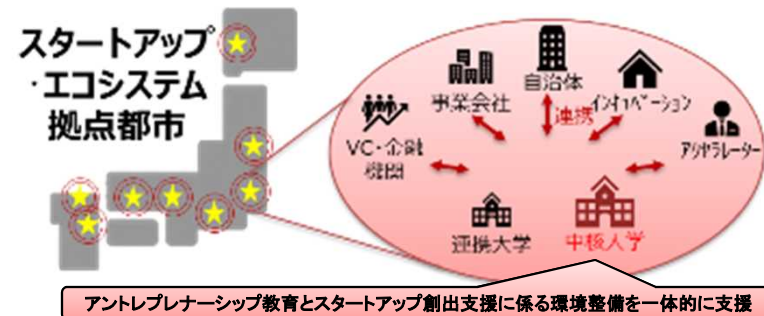 スタートアップ
・エコシステム
拠点都市
自治体
事業会社
インキュベーション
連携
VC・金融
機関
アクセラレーター
連携大学
中核大学
アントレプレナーシップ教育とスタートアップ創出支援に係る環境整備を一体的に支援